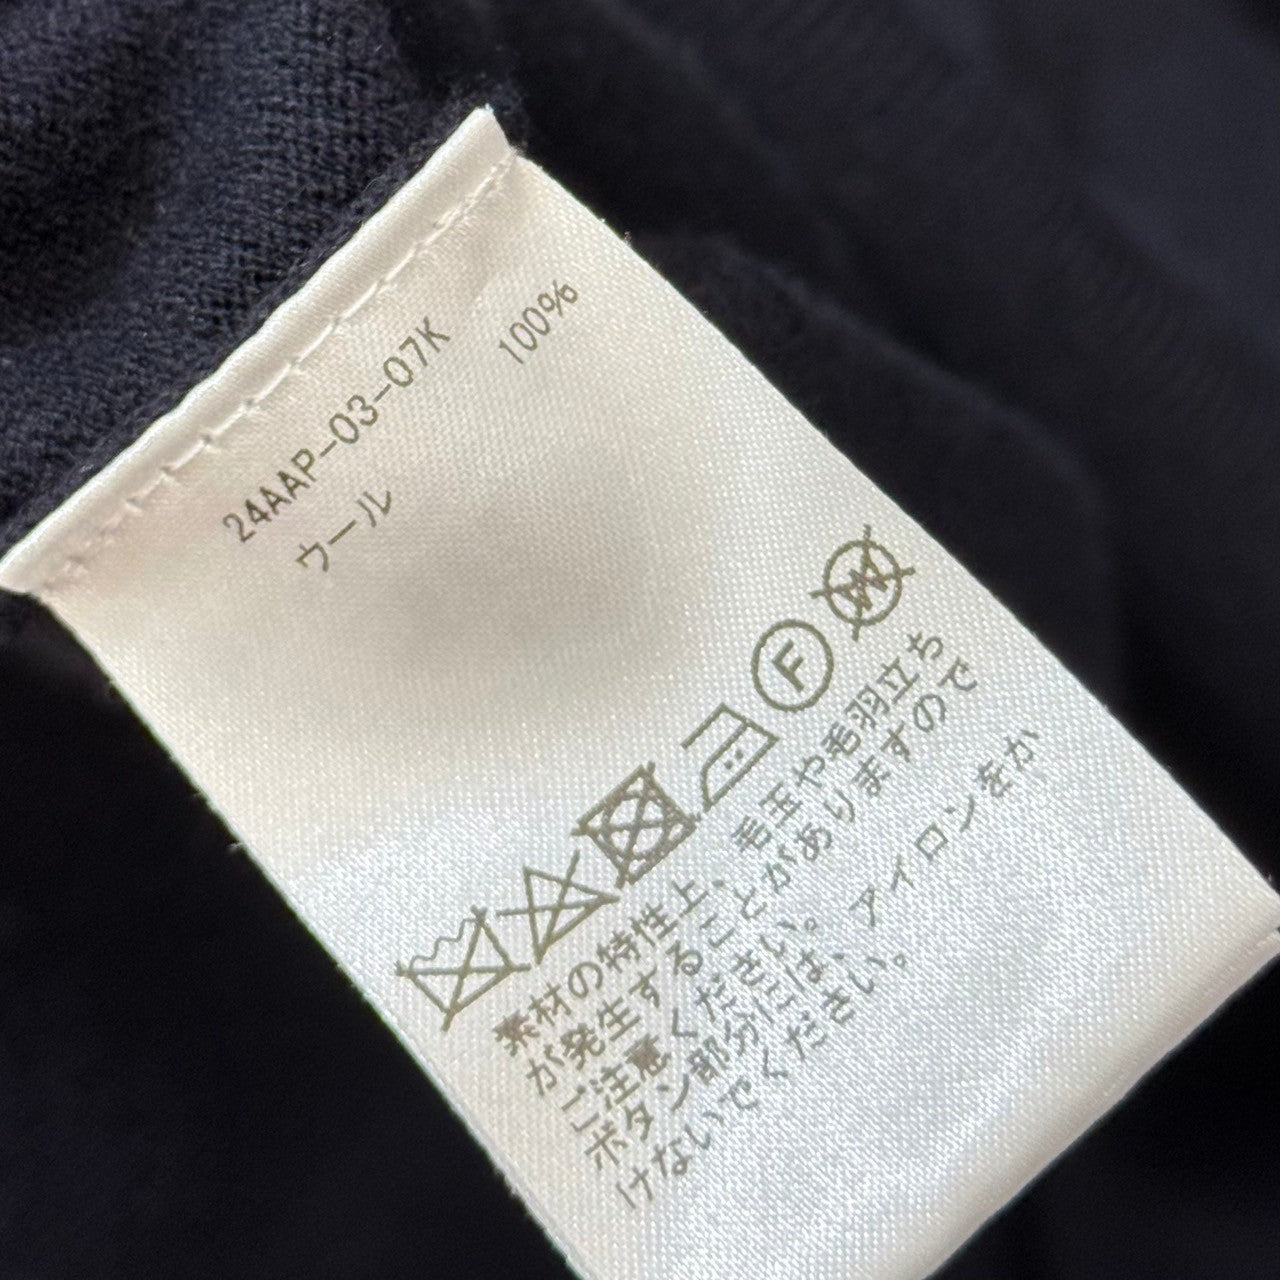 24AAP-03-07K
ウール 100%
F
W
素材の特性上、毛玉や毛羽立ち
が発生することがありますので
ご注意ください。
ボタン部分には、アイロンをか
けないでください。